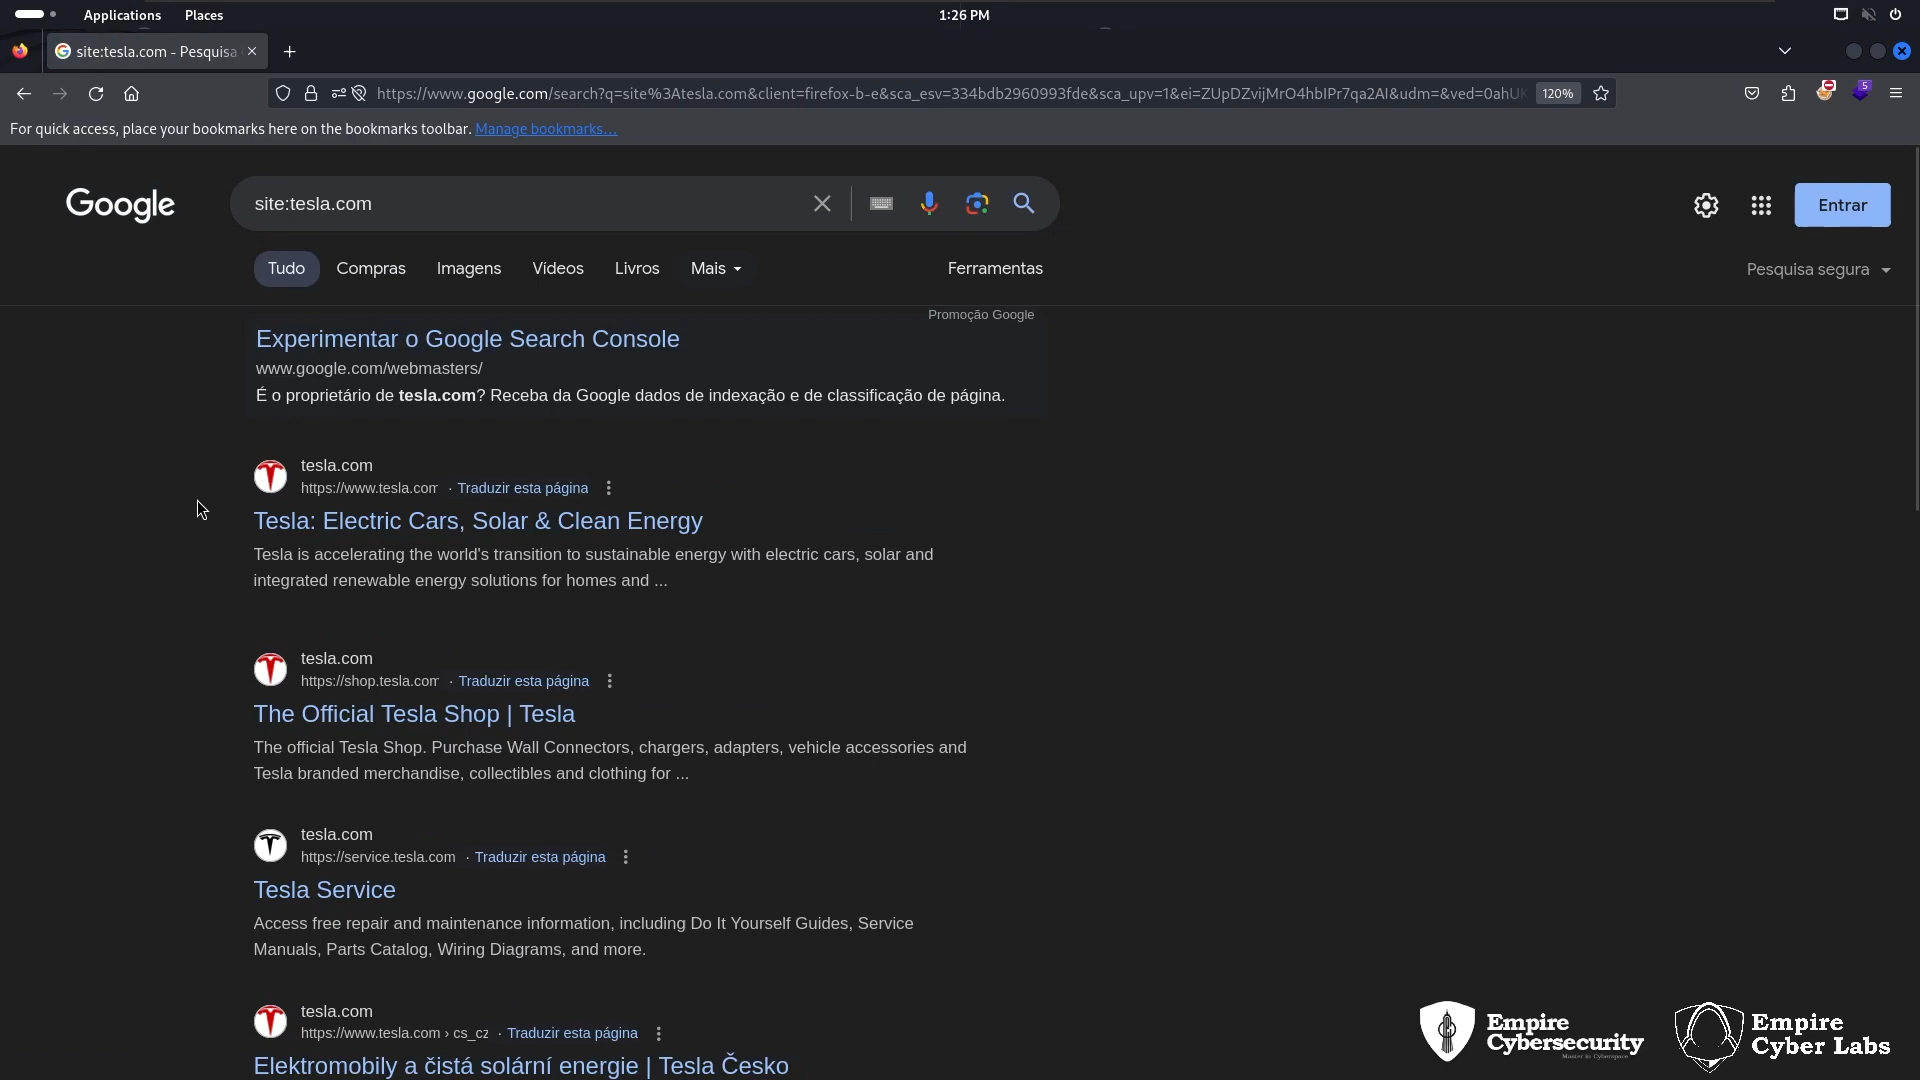 Applications Places 1:26 PM
site:tesla.com - Pesquisa
https://www.google.com/search?q=site%3Atesla.com&client=firefox-b-e&sca_esv=334bdb2960993fde&sca_upv=1&ei=ZUpDZvijMrO4hbIPr7qa2AI&udm=&ved=0ahUK 120% 5
For quick access, place your bookmarks here on the bookmarks toolbar. Manage bookmarks…
Google site:tesla.com Entrar
Tudo Compras Imagens Vídeos Livros Mais Ferramentas Pesquisa segura
Promoção Google
Experimentar o Google Search Console
www.google.com/webmasters/
É o proprietário de tesla.com? Receba da Google dados de indexação e de classificação de página.
tesla.com
https://www.tesla.com · Traduzir esta página
Tesla: Electric Cars, Solar & Clean Energy
Tesla is accelerating the world's transition to sustainable energy with electric cars, solar and
integrated renewable energy solutions for homes and ...
tesla.com
https://shop.tesla.com · Traduzir esta página
The Official Tesla Shop | Tesla
The official Tesla Shop. Purchase Wall Connectors, chargers, adapters, vehicle accessories and
Tesla branded merchandise, collectibles and clothing for ...
tesla.com
https://service.tesla.com · Traduzir esta página
Tesla Service
Access free repair and maintenance information, including Do It Yourself Guides, Service
Manuals, Parts Catalog, Wiring Diagrams, and more.
tesla.com
https://www.tesla.com › cs_cz · Traduzir esta página
Elektromobily a čistá solární energie | Tesla Česko
Empire
Cybersecurity
Master in Cyberspace
Empire
Cyber Labs